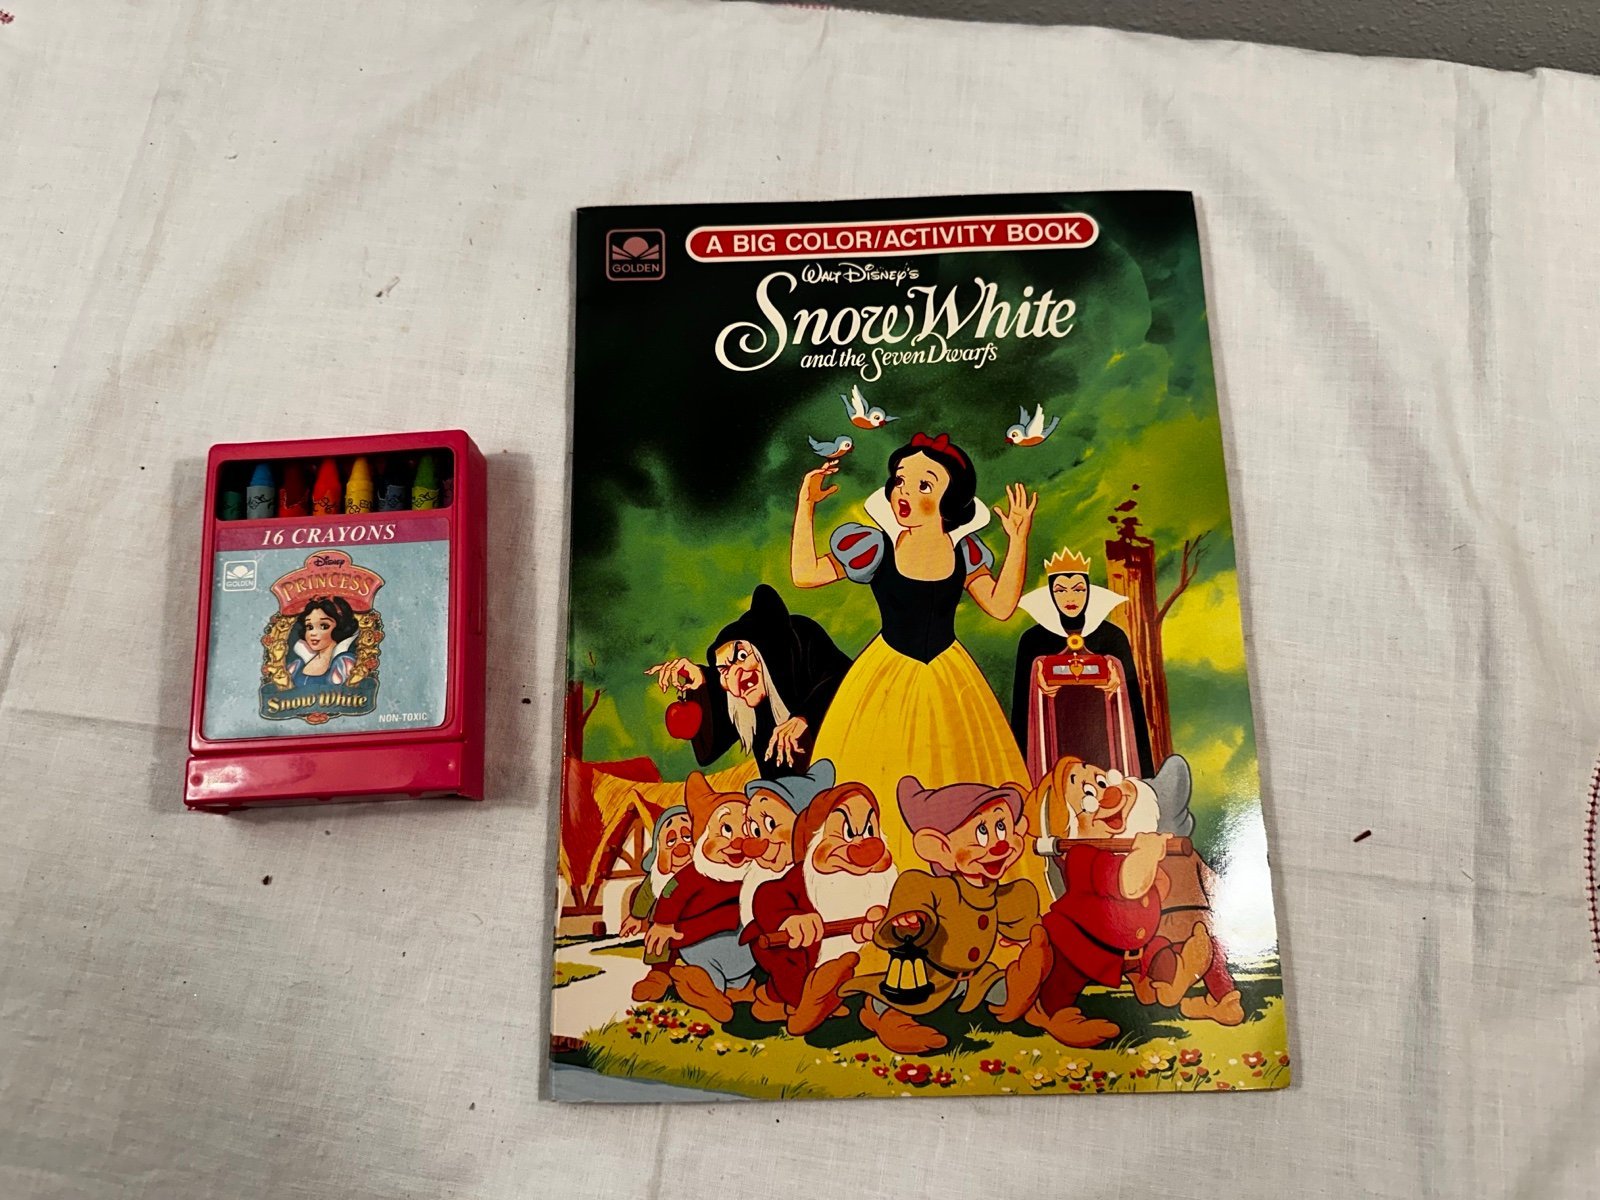 16 CRAYONS
GOLDEN
Disney
PRINCESS
Snow White
NON-TOXIC
GOLDEN
A BIG COLOR/ACTIVITY BOOK
WALT DISNEY'S
Snow White
and the Seven Dwarfs